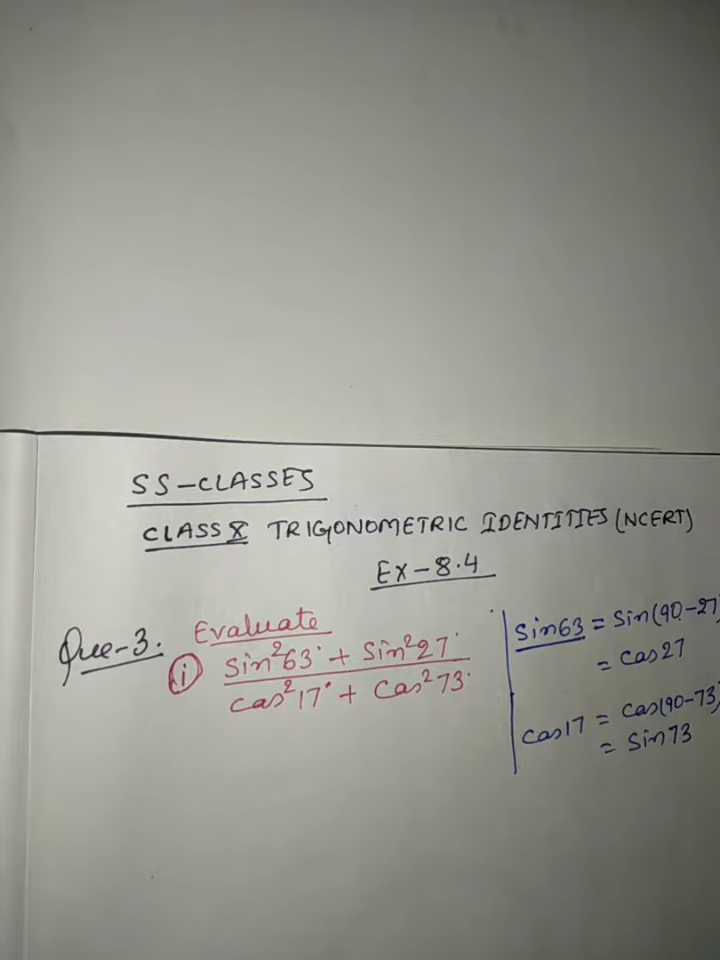 SS-CLASSES
CLASS X TRIGONOMETRIC IDENTITIES (NCERT)
EX-8.4
Que-3. Evaluate
(i) Sin²63° + Sin²27°
Cos²17° + Cos²73°
Sin63 = Sin(90-27)
= Cos27
Cos17 = Cos(90-73)
= Sin73